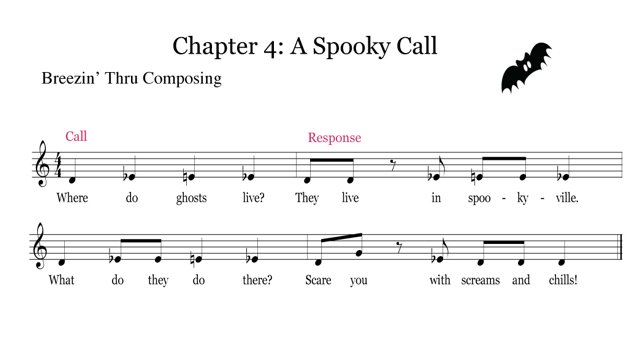 Chapter 4: A Spooky Call
Breezin' Thru Composing
Call
Response
4
4
Where do ghosts live? They live in spoo - ky - ville.
What do they do there? Scare you with screams and chills!